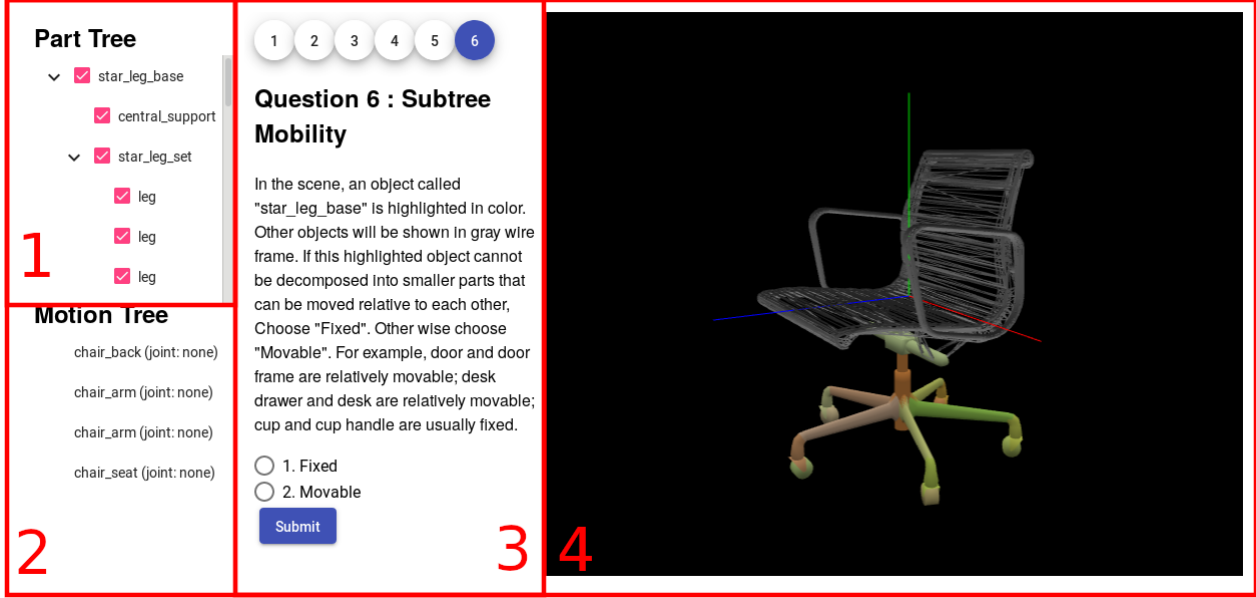 Part Tree
star_leg_base
central_support
star_leg_set
leg
leg
leg
1
Motion Tree
chair_back (joint: none)
chair_arm (joint: none)
chair_arm (joint: none)
chair_seat (joint: none)
2
1 2 3 4 5 6
Question 6 : Subtree
Mobility
In the scene, an object called
"star_leg_base" is highlighted in color.
Other objects will be shown in gray wire
frame. If this highlighted object cannot
be decomposed into smaller parts that
can be moved relative to each other,
Choose "Fixed". Other wise choose
"Movable". For example, door and door
frame are relatively movable; desk
drawer and desk are relatively movable;
cup and cup handle are usually fixed.
1. Fixed
2. Movable
Submit
3
4